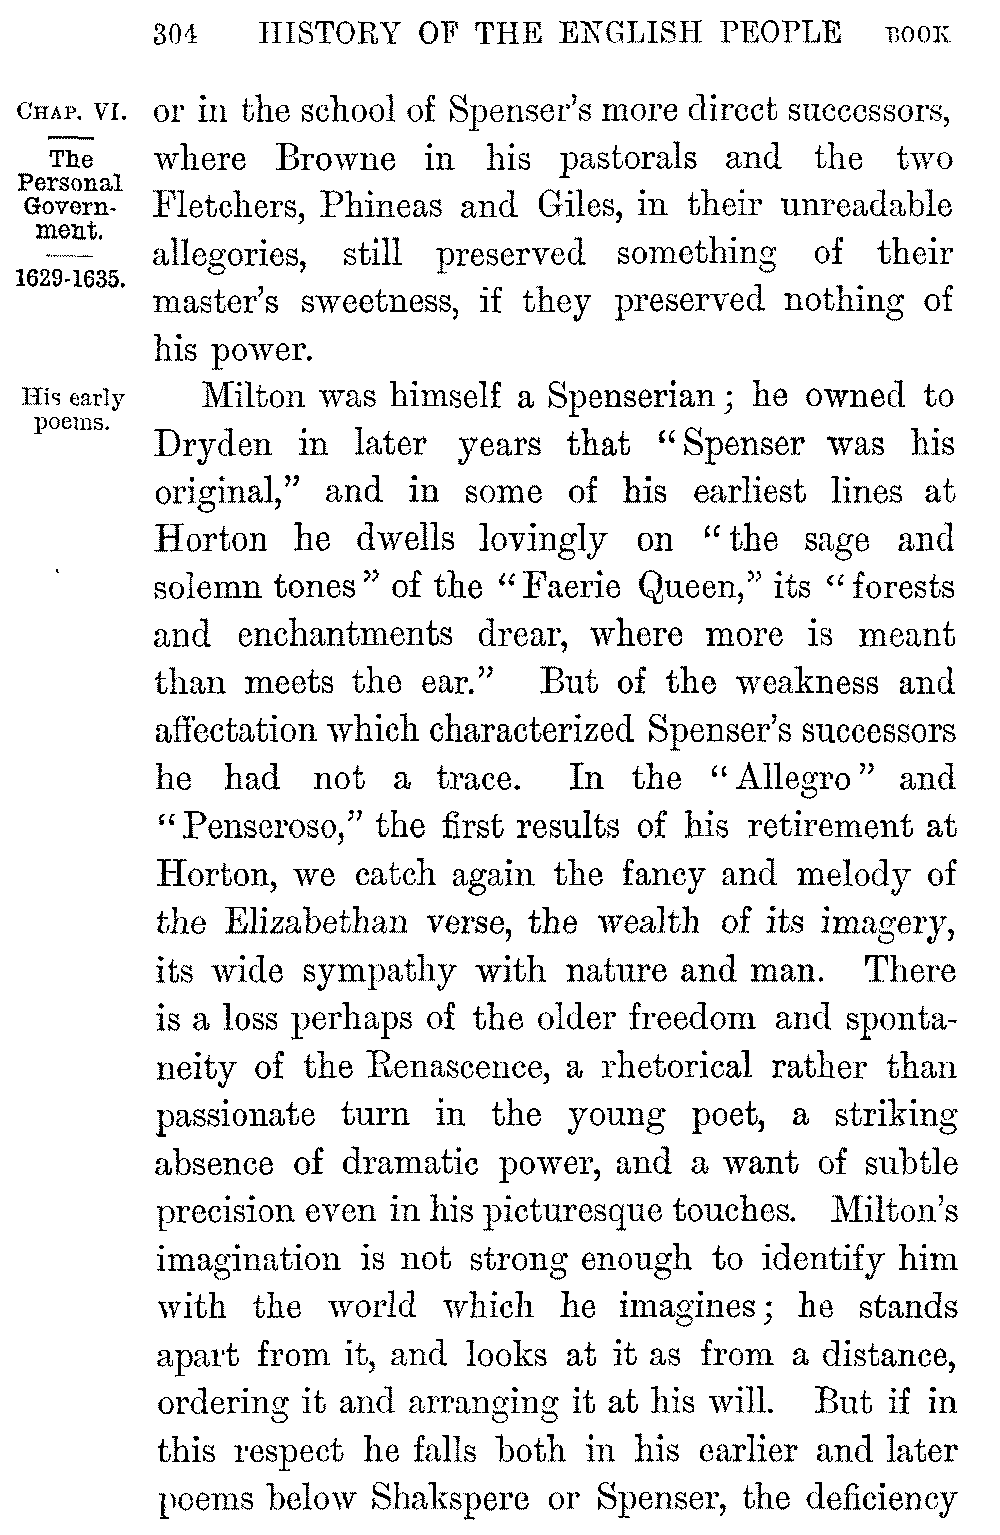 304 HISTORY OF THE ENGLISH PEOPLE BOOK
CHAP. VI.
The
Personal
Govern-
ment.
1629-1635.
or in the school of Spenser's more direct successors,
where Browne in his pastorals and the two
Fletchers, Phineas and Giles, in their unreadable
allegories, still preserved something of their
master's sweetness, if they preserved nothing of
his power.
His early
poems.
Milton was himself a Spenserian; he owned to
Dryden in later years that "Spenser was his
original," and in some of his earliest lines at
Horton he dwells lovingly on "the sage and
solemn tones" of the "Faerie Queen," its "forests
and enchantments drear, where more is meant
than meets the ear." But of the weakness and
affectation which characterized Spenser's successors
he had not a trace. In the "Allegro" and
"Penseroso," the first results of his retirement at
Horton, we catch again the fancy and melody of
the Elizabethan verse, the wealth of its imagery,
its wide sympathy with nature and man. There
is a loss perhaps of the older freedom and sponta-
neity of the Renascence, a rhetorical rather than
passionate turn in the young poet, a striking
absence of dramatic power, and a want of subtle
precision even in his picturesque touches. Milton's
imagination is not strong enough to identify him
with the world which he imagines; he stands
apart from it, and looks at it as from a distance,
ordering it and arranging it at his will. But if in
this respect he falls both in his earlier and later
poems below Shakspere or Spenser, the deficiency